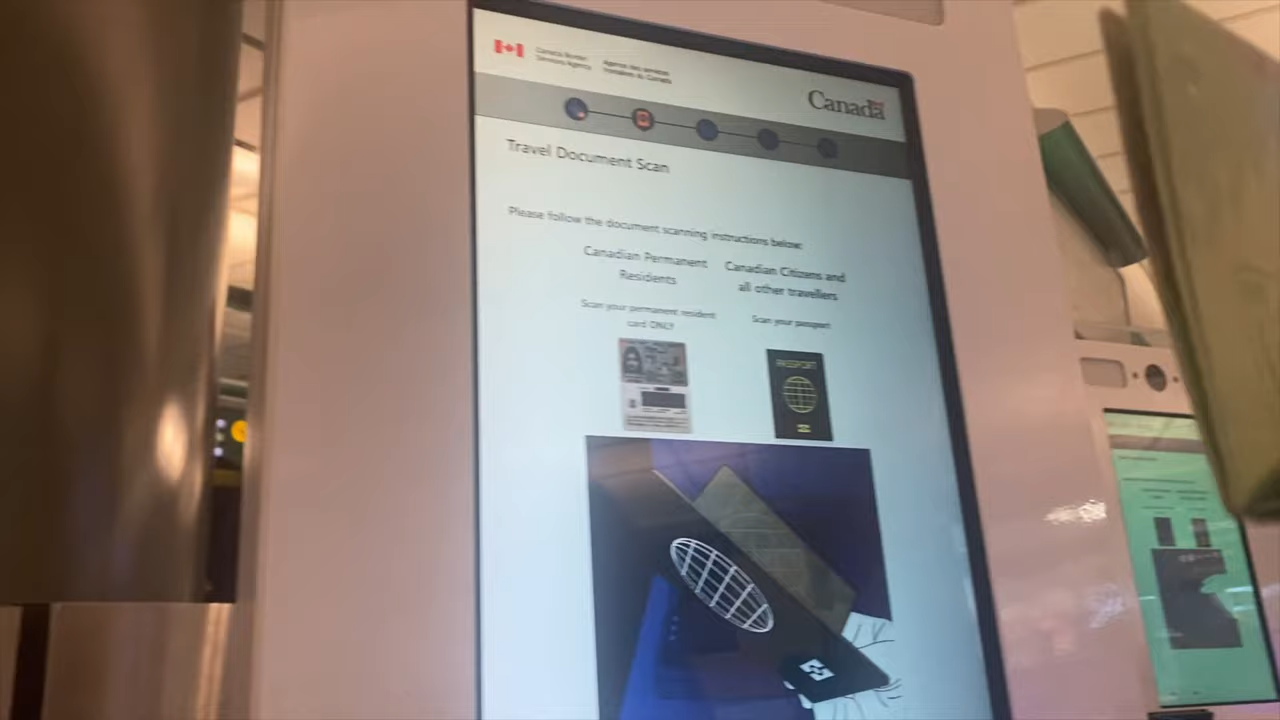 Canada Border
Services Agency
Agence des services
frontaliers du Canada
Canada
Travel Document Scan
Please follow the document scanning instructions below:
Canadian Permanent
Residents
Scan your permanent resident
card ONLY
Canadian Citizens and
all other travellers
Scan your passport
PASSPORT